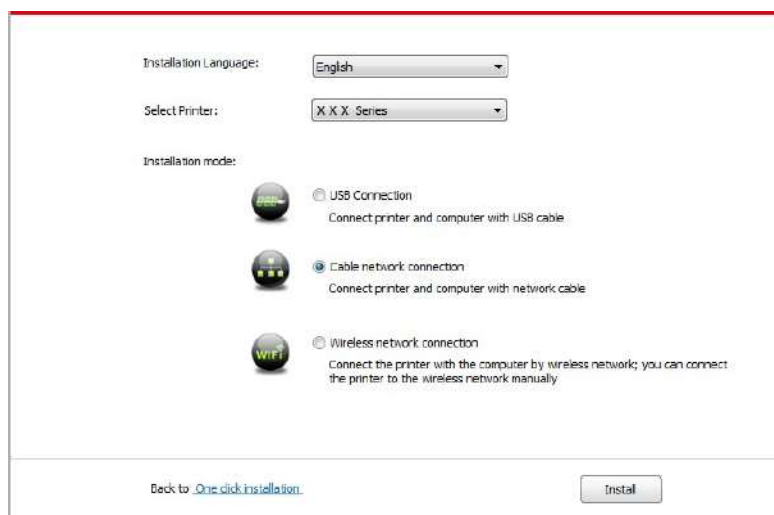 Installation Language:
English
Select Printer:
X X X Series
Installation mode:
USB Connection
Connect printer and computer with USB cable
Cable network connection
Connect printer and computer with network cable
WiFi
Wireless network connection
Connect the printer with the computer by wireless network; you can connect
the printer to the wireless network manually
Back to One click installation
Install